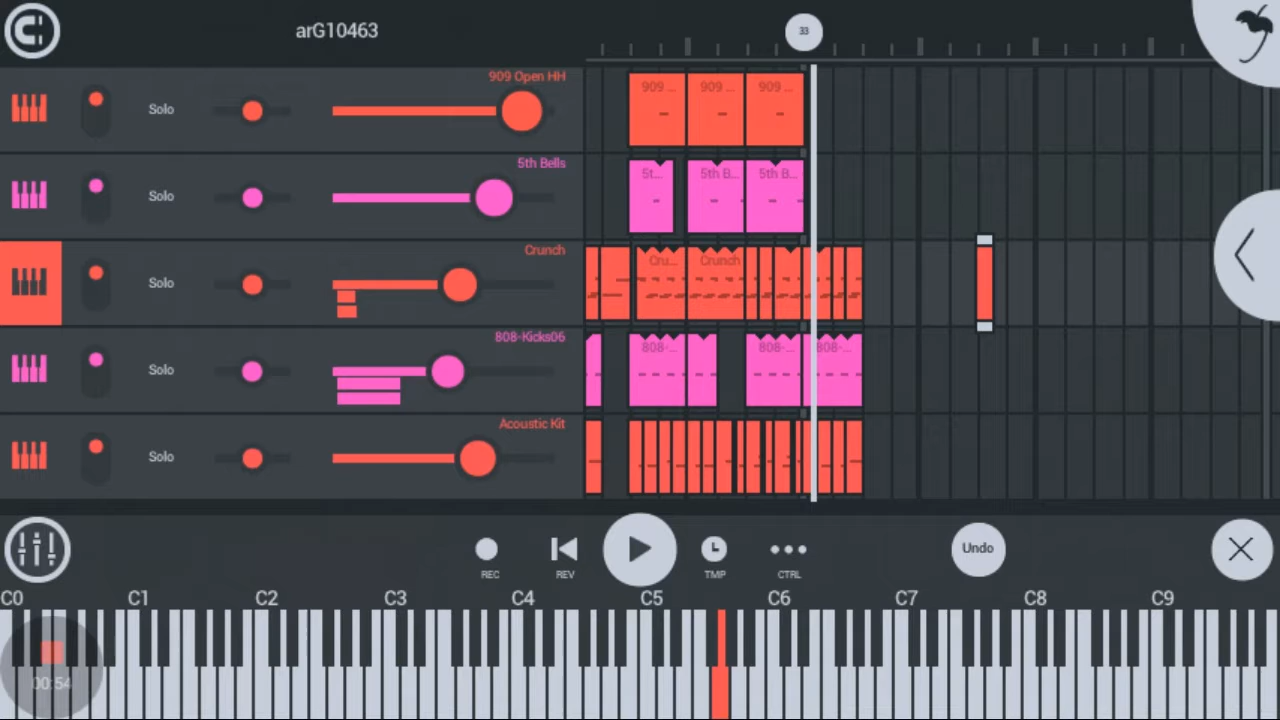 arG10463
33
909 Open HH
Solo
909 ... 909 ... 909 ...
5th Bells
Solo
5t... 5th B... 5th B...
Crunch
Solo
Cru... Crunch
808-Kicks06
Solo
808-... 808-... 808-...
Acoustic Kit
Solo
REC REV TMP CTRL Undo
C0 C1 C2 C3 C4 C5 C6 C7 C8 C9
00:54